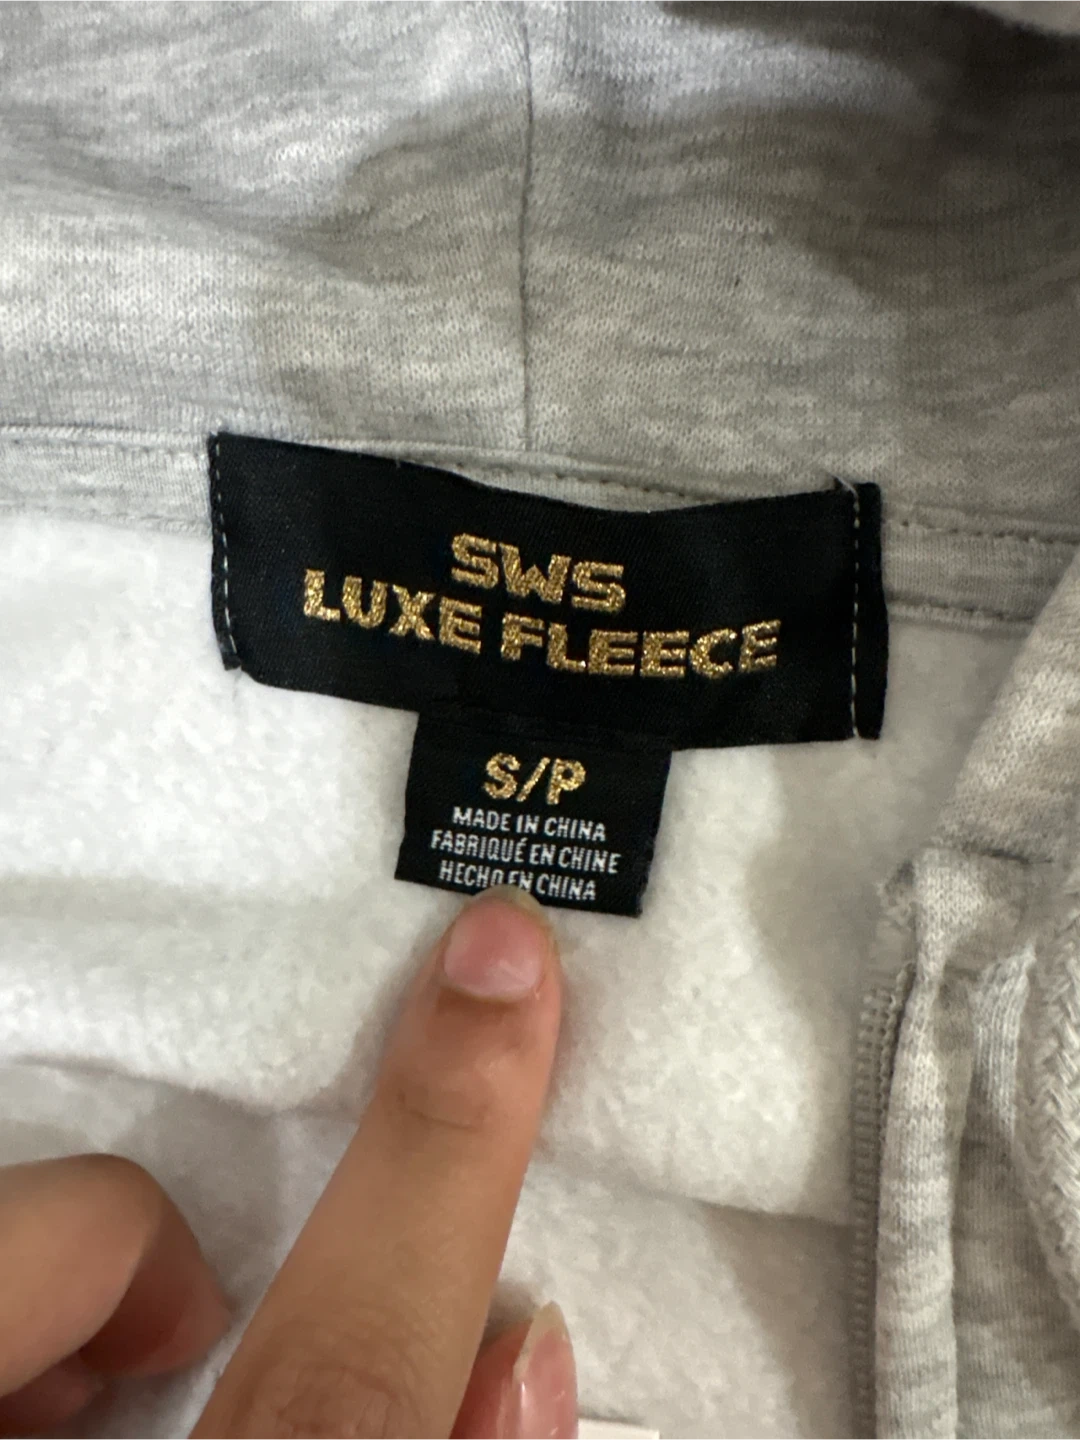 SWS
LUXE FLEECE
S/P
MADE IN CHINA
FABRIQUÉ EN CHINE
HECHO EN CHINA